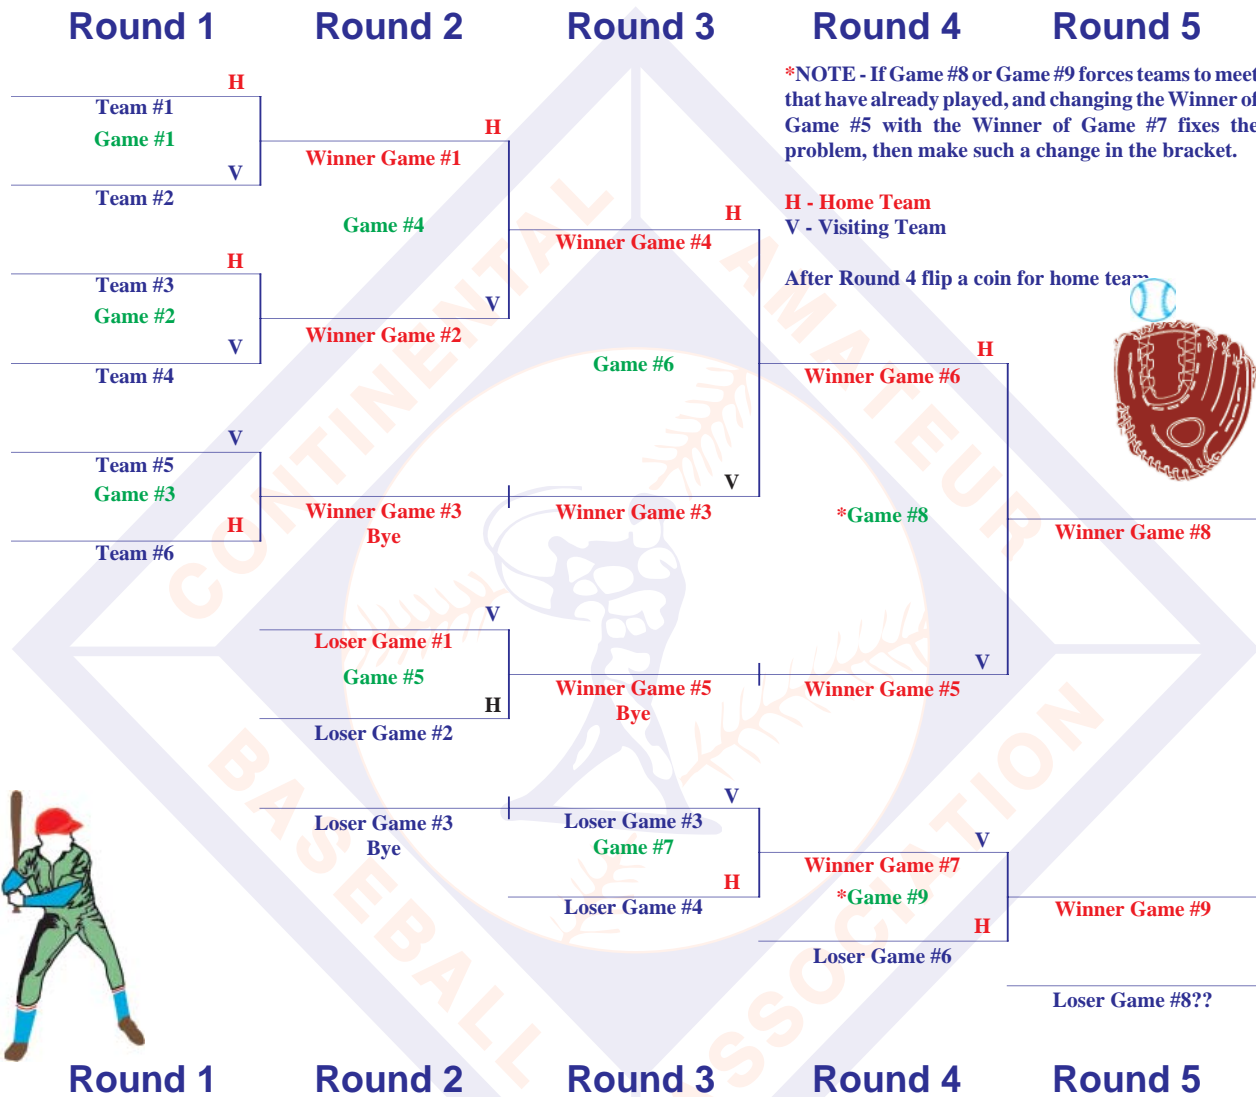 Round 1
Round 2
Round 3
Round 4
Round 5
*NOTE - If Game #8 or Game #9 forces teams to meet
that have already played, and changing the Winner of
Game #5 with the Winner of Game #7 fixes the
problem, then make such a change in the bracket.
H - Home Team
V - Visiting Team
After Round 4 flip a coin for home team
H
Team #1
Game #1
V
Team #2
H
Team #3
Game #2
V
Team #4
V
Team #5
Game #3
H
Team #6
H
Winner Game #1
Game #4
V
Winner Game #2
Winner Game #3
Bye
V
Loser Game #1
Game #5
H
Loser Game #2
Loser Game #3
Bye
H
Winner Game #4
Game #6
V
Winner Game #3
Winner Game #5
Bye
V
Loser Game #3
Game #7
H
Loser Game #4
H
Winner Game #6
*Game #8
V
Winner Game #5
V
Winner Game #7
*Game #9
H
Loser Game #6
Winner Game #8
Winner Game #9
Loser Game #8??
CONTINENTAL
AMATEUR
BASEBALL
ASSOCIATION
Round 1
Round 2
Round 3
Round 4
Round 5